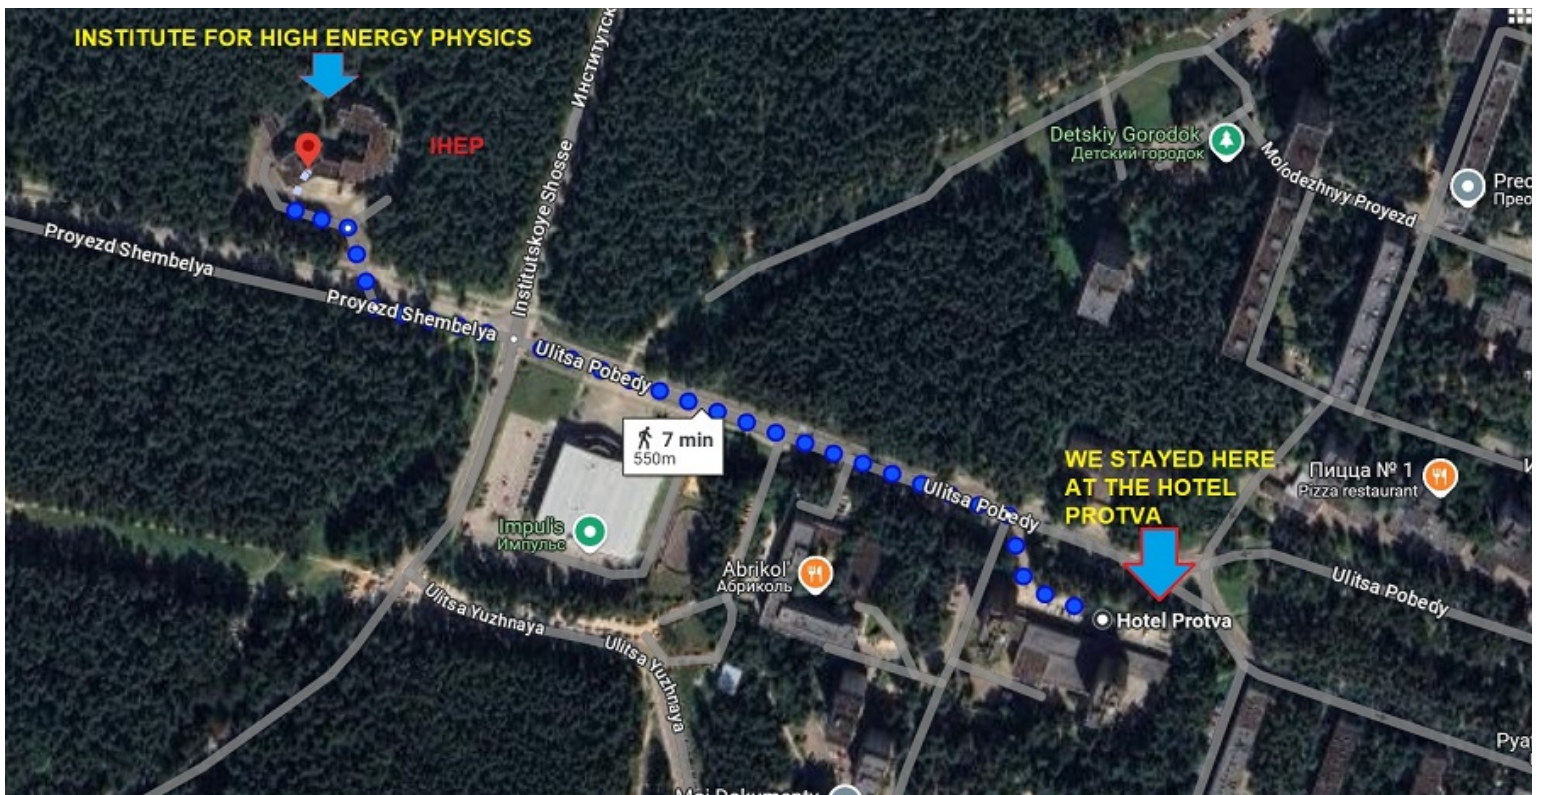 INSTITUTE FOR HIGH ENERGY PHYSICS
IHEP
Institutskoye Shosse
Detskiy Gorodok
Детский городок
Molodezhnyy Proyezd
Proyezd Shembelya
Proyezd Shembelya
Ulitsa Pobedy
7 min
550m
WE STAYED HERE
AT THE HOTEL
PROTVA
Пицца № 1
Pizza restaurant
Ulitsa Pobedy
Impul's
Импульс
Abrikol'
Абриколь
Ulitsa Pobedy
Hotel Protva
Ulitsa Yuzhnaya
Ulitsa Yuzhnaya